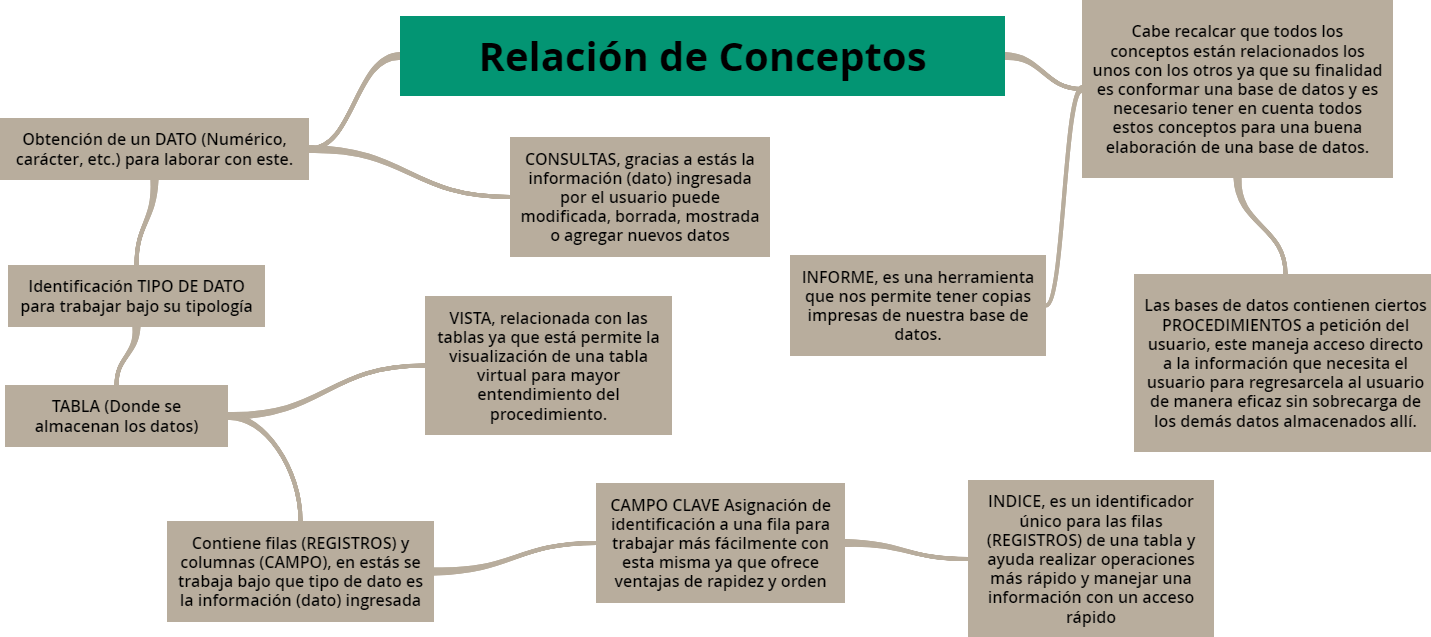 Relación de Conceptos
Cabe recalcar que todos los
conceptos están relacionados los
unos con los otros ya que su finalidad
es conformar una base de datos y es
necesario tener en cuenta todos
estos conceptos para una buena
elaboración de una base de datos.
Obtención de un DATO (Numérico,
carácter, etc.) para laborar con este.
CONSULTAS, gracias a estás la
información (dato) ingresada
por el usuario puede
modificada, borrada, mostrada
o agregar nuevos datos
INFORME, es una herramienta
que nos permite tener copias
impresas de nuestra base de
datos.
Identificación TIPO DE DATO
para trabajar bajo su tipología
Las bases de datos contienen ciertos
PROCEDIMIENTOS a petición del
usuario, este maneja acceso directo
a la información que necesita el
usuario para regresarcela al usuario
de manera eficaz sin sobrecarga de
los demás datos almacenados allí.
VISTA, relacionada con las
tablas ya que está permite la
visualización de una tabla
virtual para mayor
entendimiento del
procedimiento.
TABLA (Donde se
almacenan los datos)
Contiene filas (REGISTROS) y
columnas (CAMPO), en estás se
trabaja bajo que tipo de dato es
la información (dato) ingresada
CAMPO CLAVE Asignación de
identificación a una fila para
trabajar más fácilmente con
esta misma ya que ofrece
ventajas de rapidez y orden
INDICE, es un identificador
único para las filas
(REGISTROS) de una tabla y
ayuda realizar operaciones
más rápido y manejar una
información con un acceso
rápido